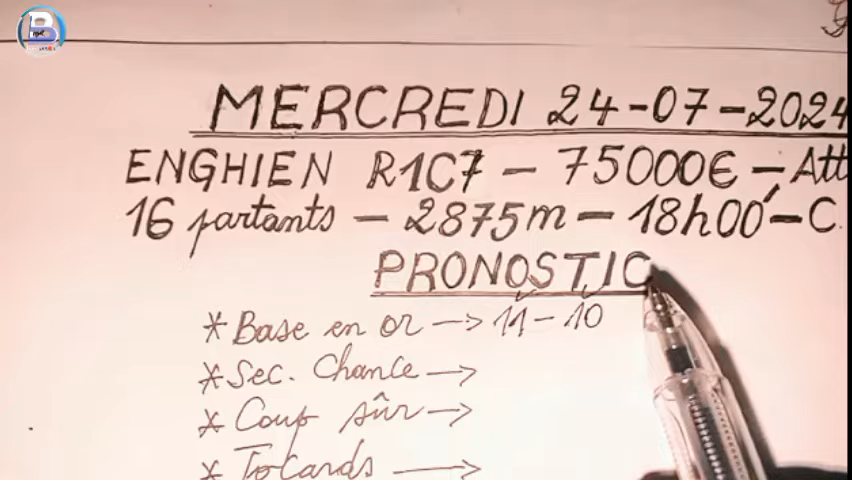 MERCREDI 24-07-2024
ENGHIEN R1C7 - 75000€ - Att
16 partants - 2875m - 18h00' - C.
PRONOSTIC
* Base en or → 11 - 10
* Sec. Chance →
* Coup sûr →
* Tocards →